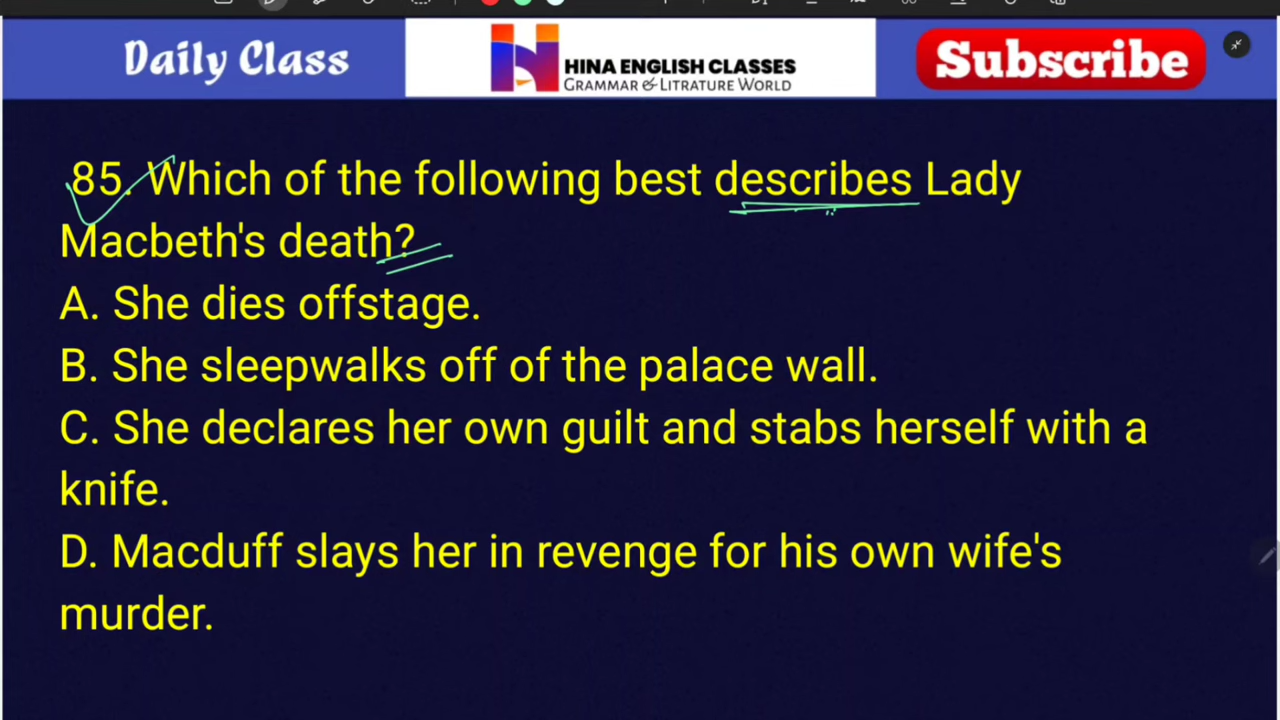 Daily Class
HINA ENGLISH CLASSES
GRAMMAR & LITRATURE WORLD
Subscribe
85. Which of the following best describes Lady
Macbeth's death?
A. She dies offstage.
B. She sleepwalks off of the palace wall.
C. She declares her own guilt and stabs herself with a
knife.
D. Macduff slays her in revenge for his own wife's
murder.